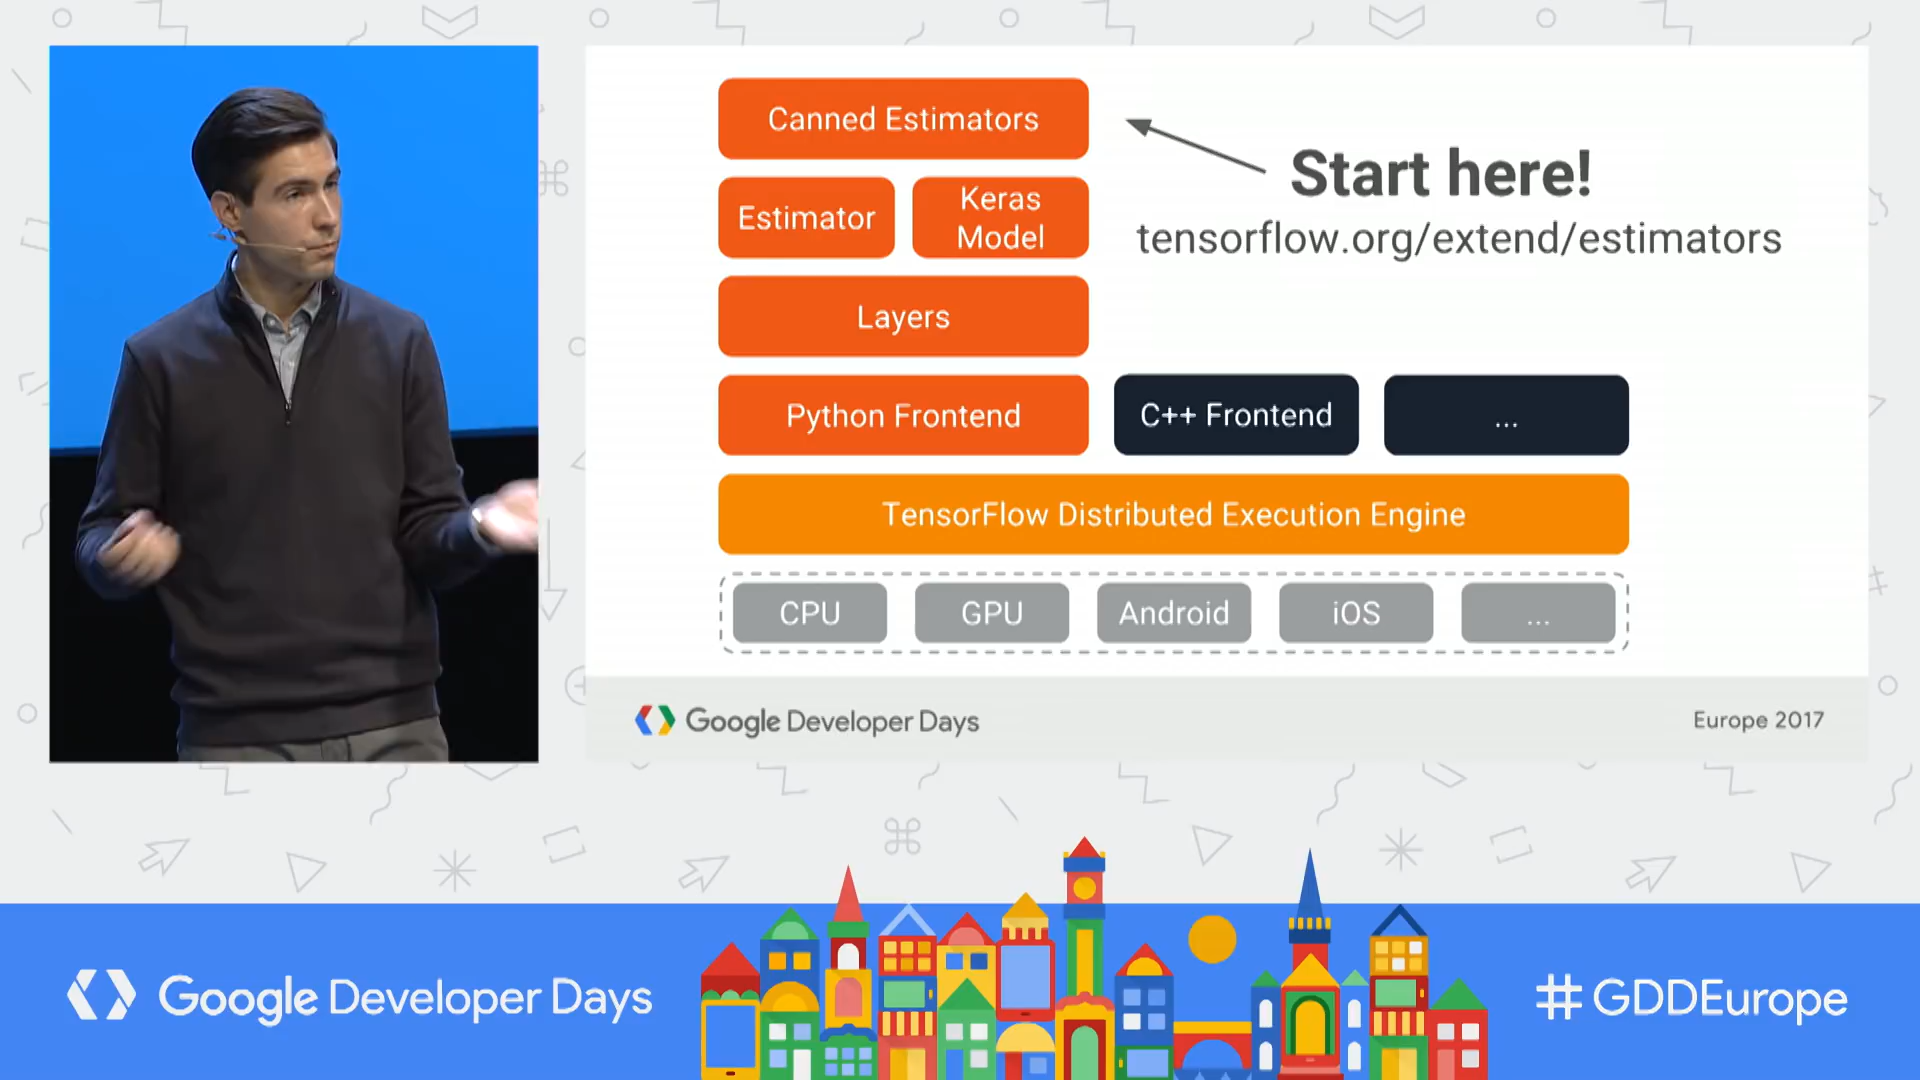 Canned Estimators
Start here!
tensorflow.org/extend/estimators
Estimator
Keras
Model
Layers
Python Frontend
C++ Frontend
...
TensorFlow Distributed Execution Engine
CPU
GPU
Android
iOS
...
Google Developer Days
Europe 2017
Google Developer Days
#GDDEurope